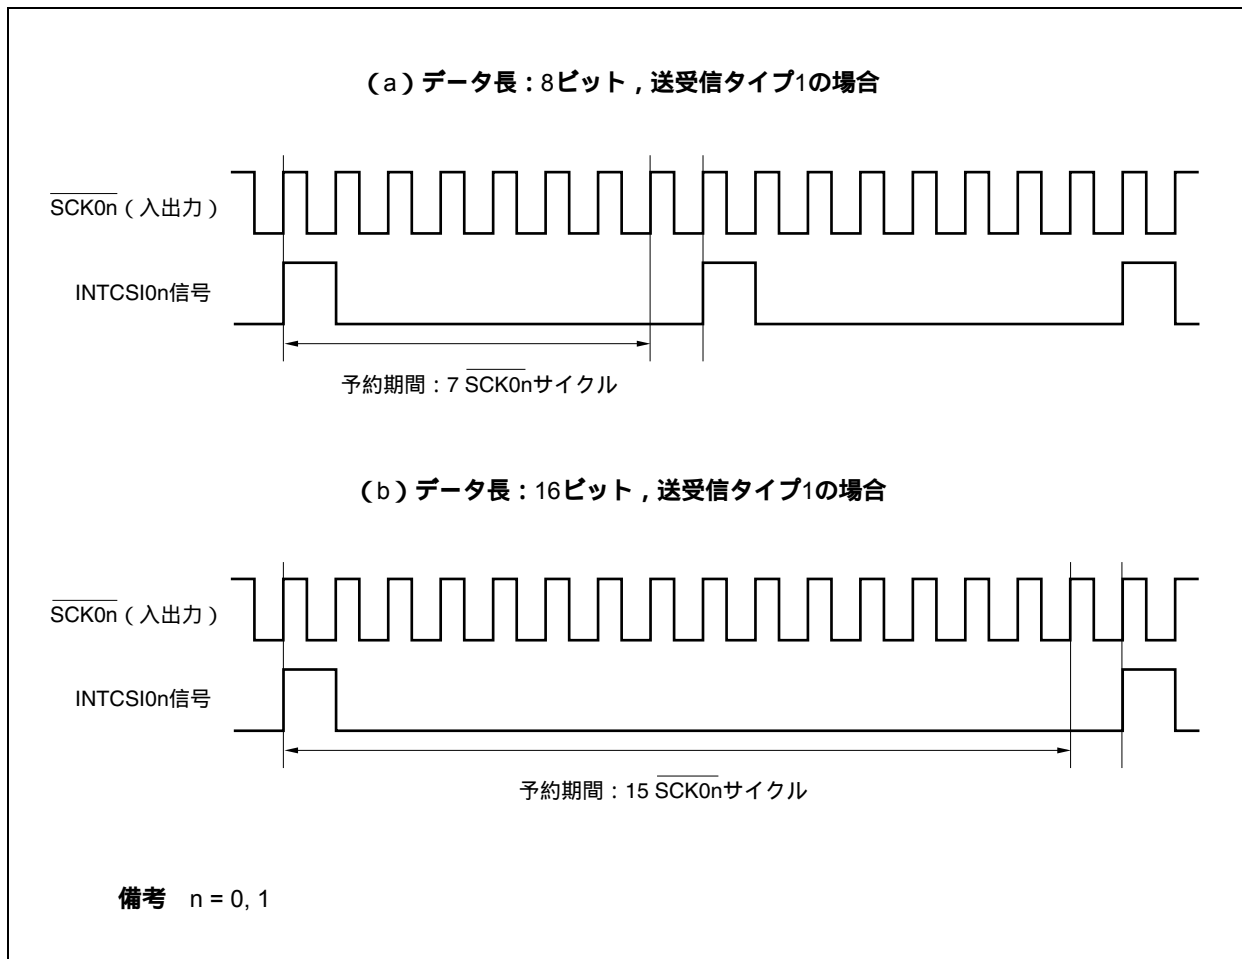 (a)データ長:8ビット,送受信タイプ1の場合
SCK0n(入出力)
INTCSI0n信号
予約期間:7 SCK0nサイクル
(b)データ長:16ビット,送受信タイプ1の場合
SCK0n(入出力)
INTCSI0n信号
予約期間:15 SCK0nサイクル
備考 n = 0, 1